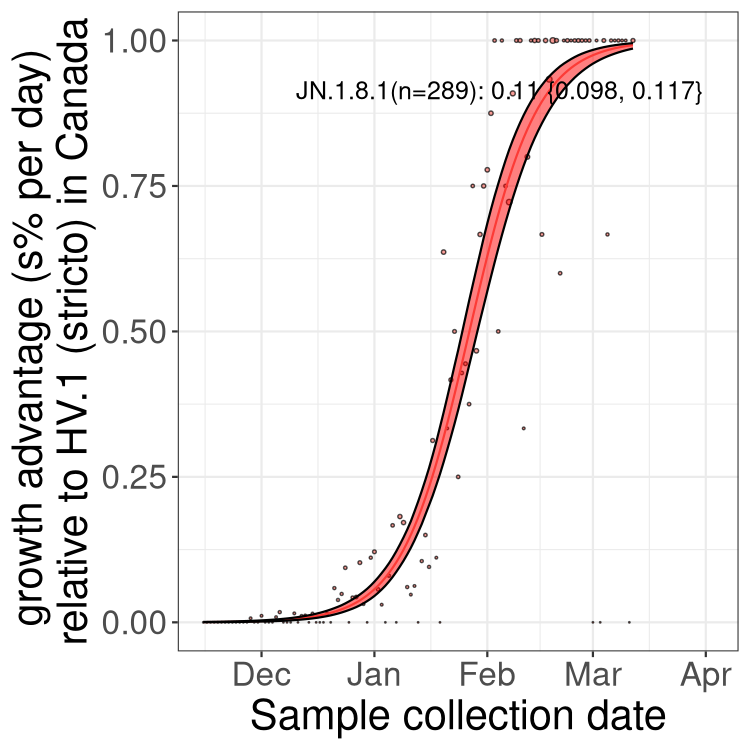 growth advantage (s% per day)
relative to HV.1 (stricto) in Canada
1.00
0.75
0.50
0.25
0.00
JN.1.8.1(n=289): 0.11 {0.098, 0.117}
Dec Jan Feb Mar Apr
Sample collection date